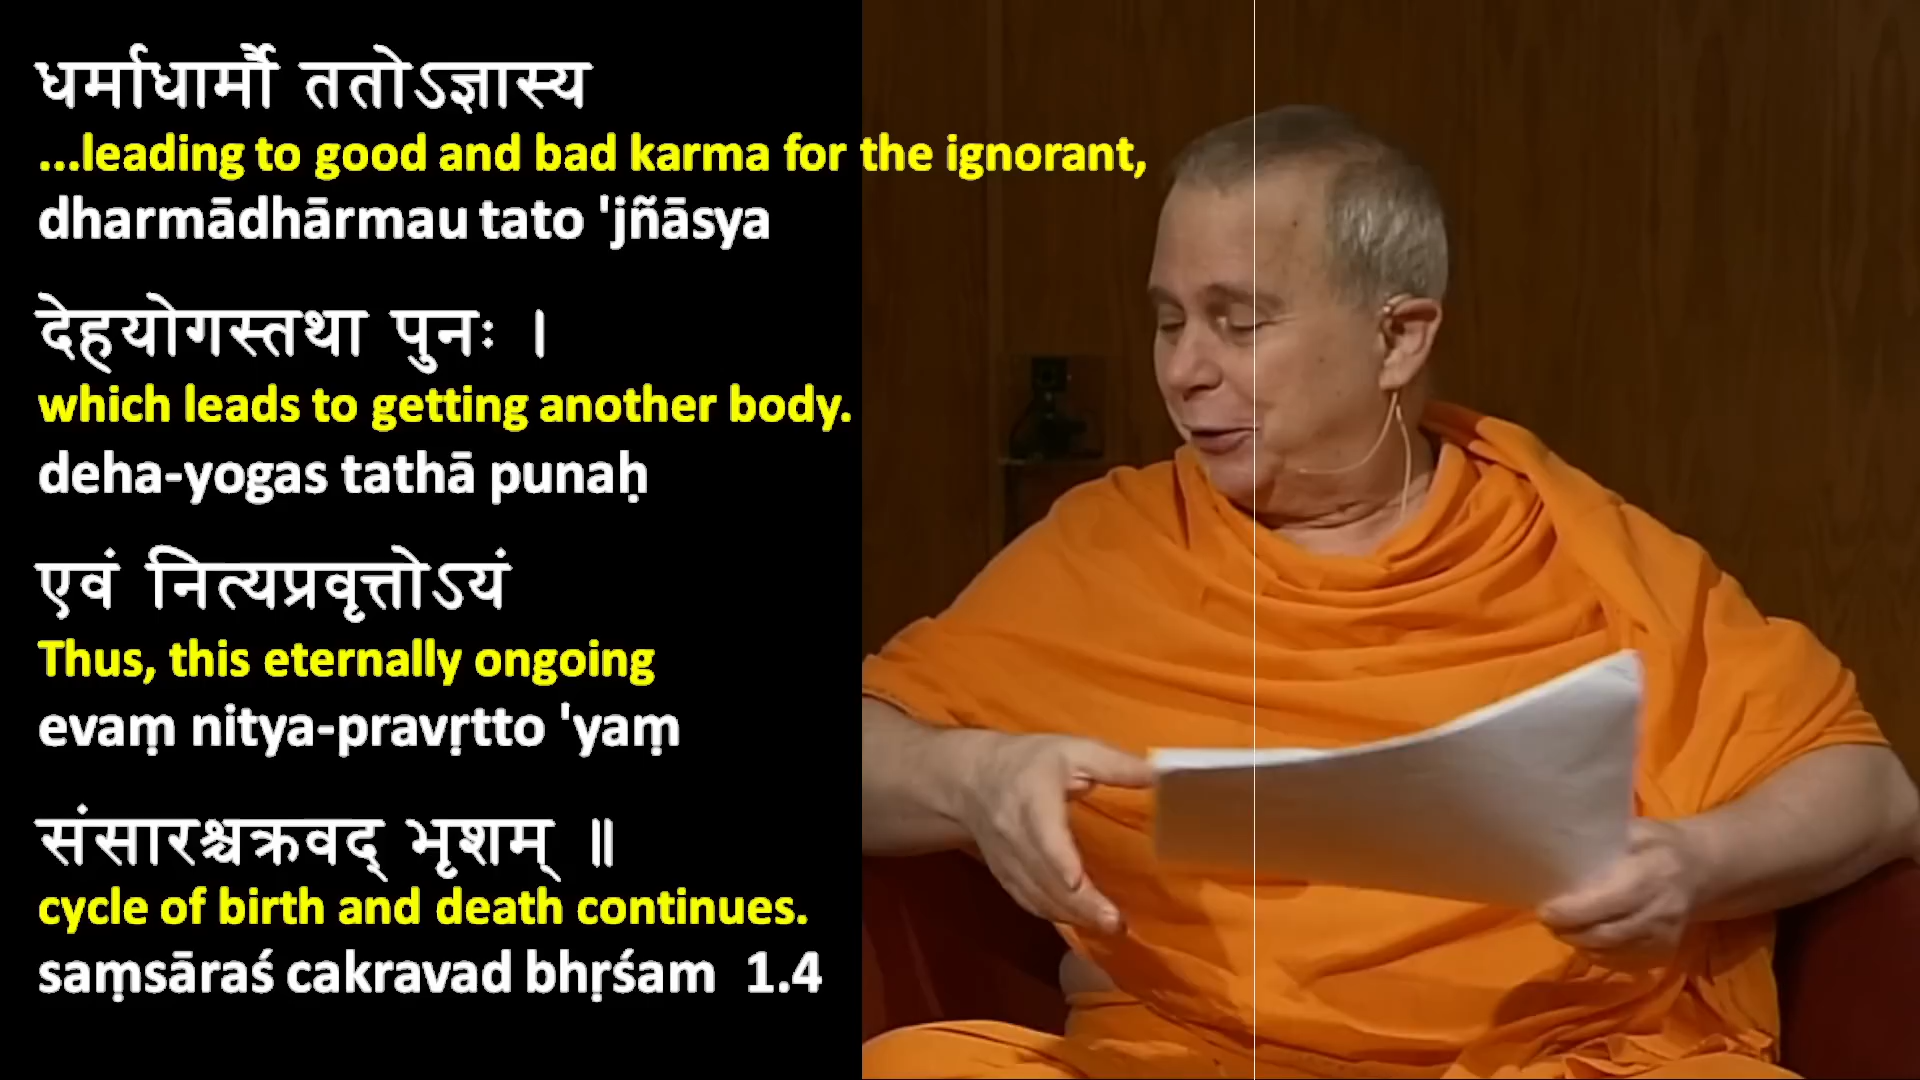 धर्माधार्मौ ततोऽज्ञास्य
...leading to good and bad karma for the ignorant,
dharmādhārmau tato 'jñāsya
देहयोगस्तथा पुनः ।
which leads to getting another body.
deha-yogas tathā punaḥ
एवं नित्यप्रवृत्तोऽयं
Thus, this eternally ongoing
evaṃ nitya-pravṛtto 'yaṃ
संसारश्चक्रवद् भृशम् ॥
cycle of birth and death continues.
saṃsāraś cakravad bhṛśam 1.4